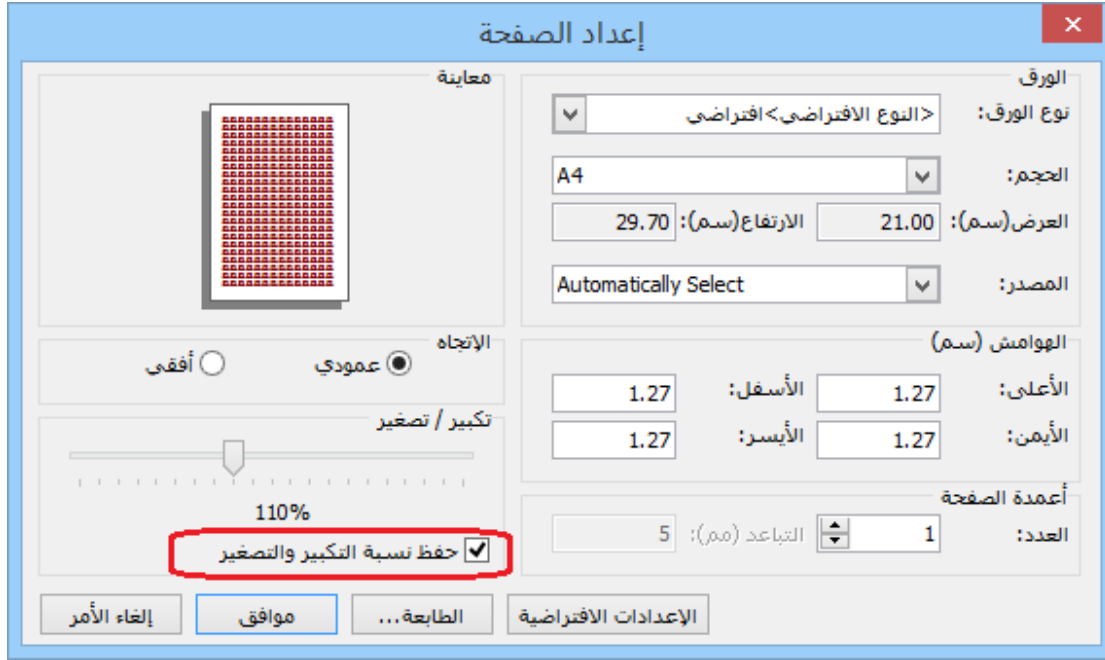 إعداد الصفحة
الورق
نوع الورق: <النوع الافتراضي>افتراضي
الحجم: A4
العرض(سم): 21.00 الارتفاع(سم): 29.70
المصدر: Automatically Select
الهوامش (سم)
الأعلى: 1.27 الأسفل: 1.27
الأيمن: 1.27 الأيسر: 1.27
أعمدة الصفحة
العدد: 1 التباعد (مم): 5
معاينة
الإتجاه
عمودي أفقي
تكبير / تصغير
110%
حفظ نسبة التكبير والتصغير
الإعدادات الافتراضية الطابعة... موافق إلغاء الأمر